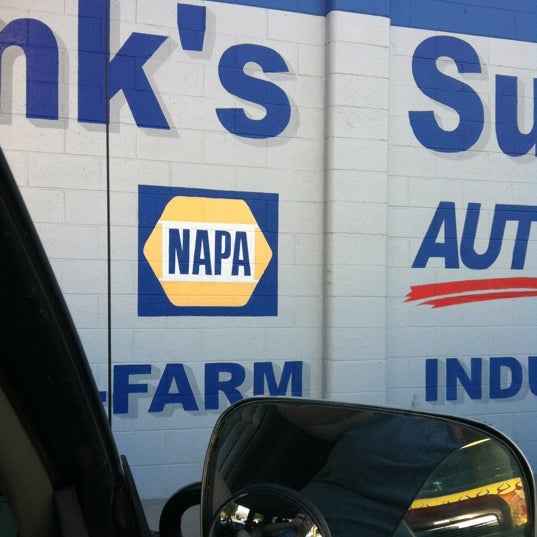 nk's Su
NAPA
AUT
-FARM INDU